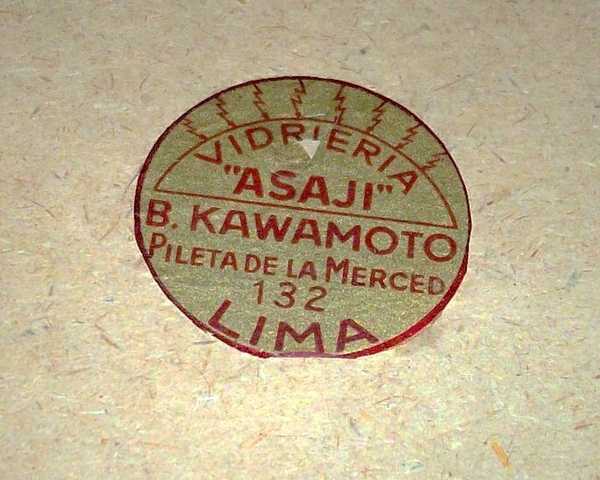 VIDRIERIA
"ASAJI"
B. KAWAMOTO
PILETA DE LA MERCED
132
LIMA